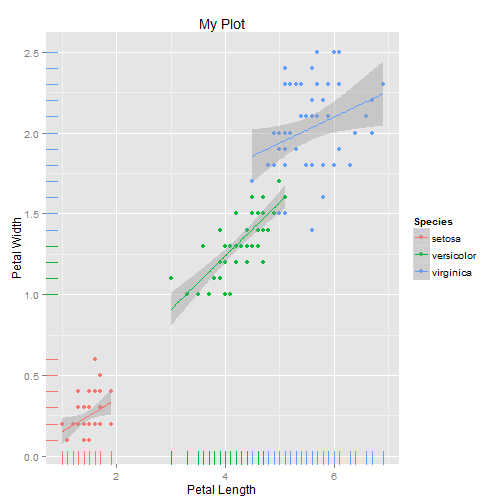 My Plot
2.5
2.0
1.5
1.0
0.5
0.0
Petal Width
2
4
6
Petal Length
Species
setosa
versicolor
virginica